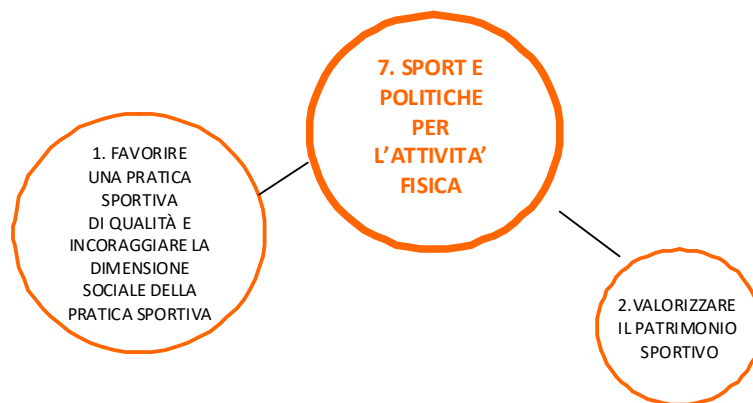 7. SPORT E
POLITICHE
PER
L'ATTIVITA'
FISICA
1. FAVORIRE
UNA PRATICA
SPORTIVA
DI QUALITÀ E
INCORAGGIARE LA
DIMENSIONE
SOCIALE DELLA
PRATICA SPORTIVA
2.VALORIZZARE
IL PATRIMONIO
SPORTIVO